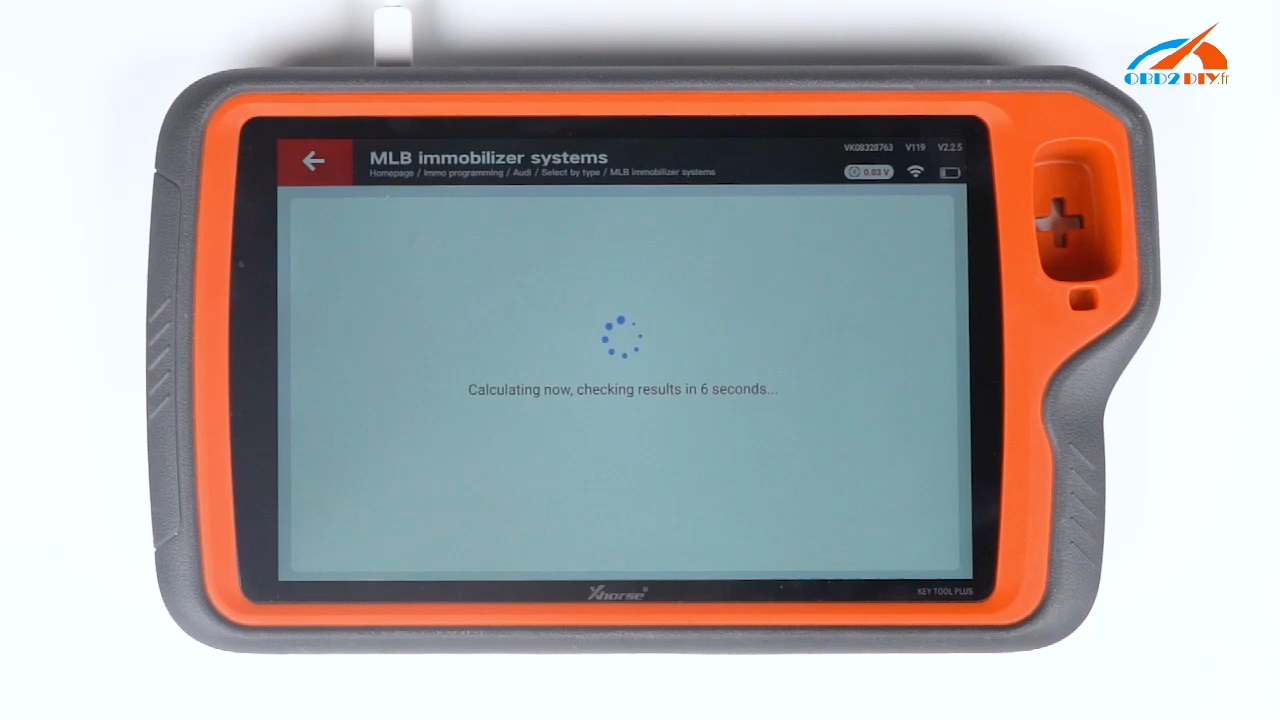 OBD2DIY.fr
MLB immobilizer systems
Homepage / Immo programming / Audi / Select by type / MLB immobilizer systems
VK08328763 V119 V2.2.5
0.03 V
Calculating now, checking results in 6 seconds...
Xhorse
KEY TOOL PLUS